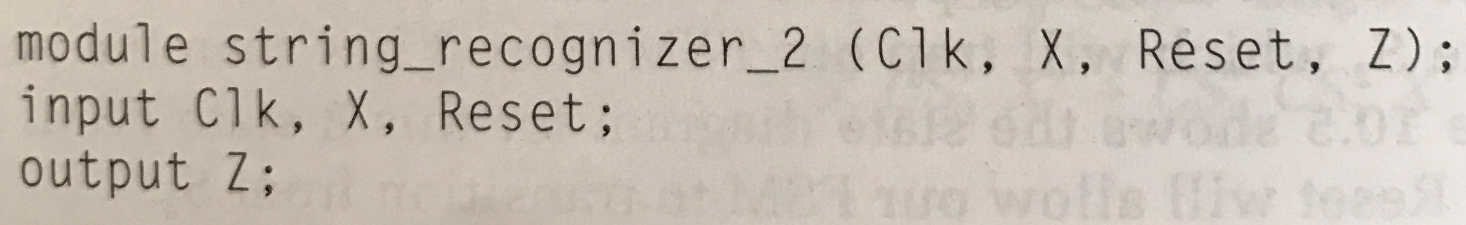 module string_recognizer_2 (Clk, X, Reset, Z);
input Clk, X, Reset;
output Z;